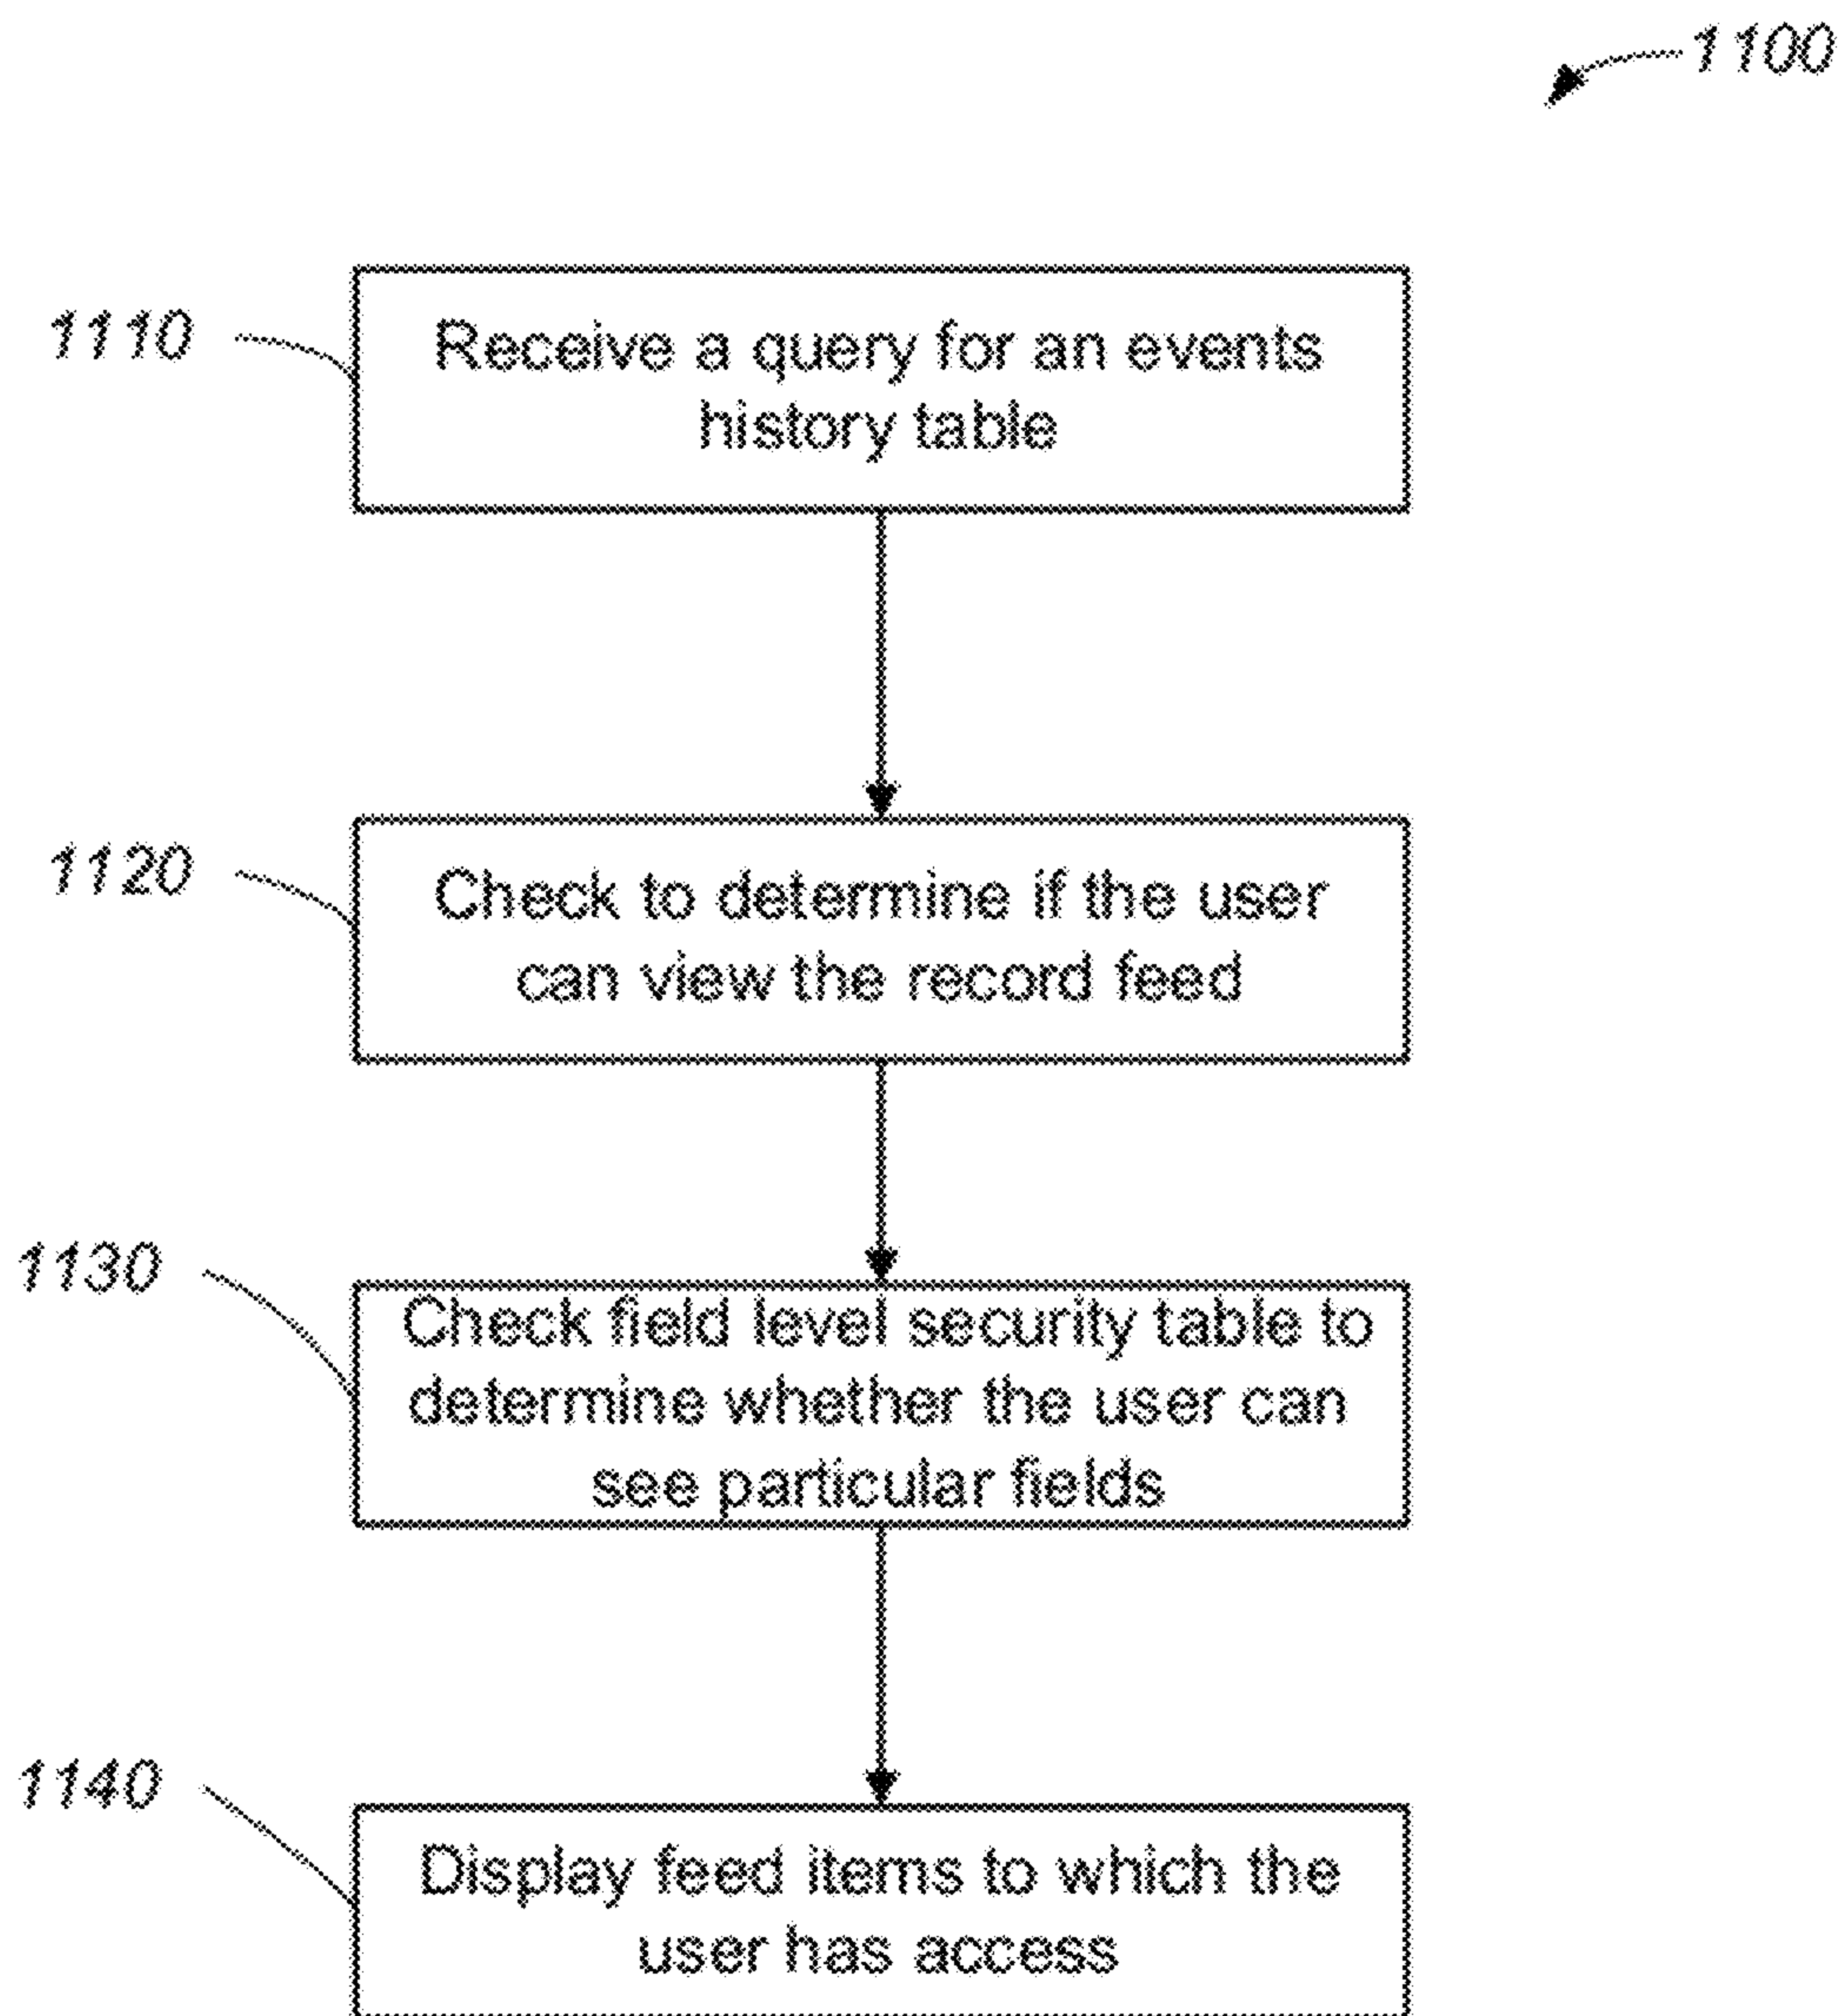 1100
1110
Receive a query for an events
history table
1120
Check to determine if the user
can view the record feed
1130
Check field level security table to
determine whether the user can
see particular fields
1140
Display feed items to which the
user has access